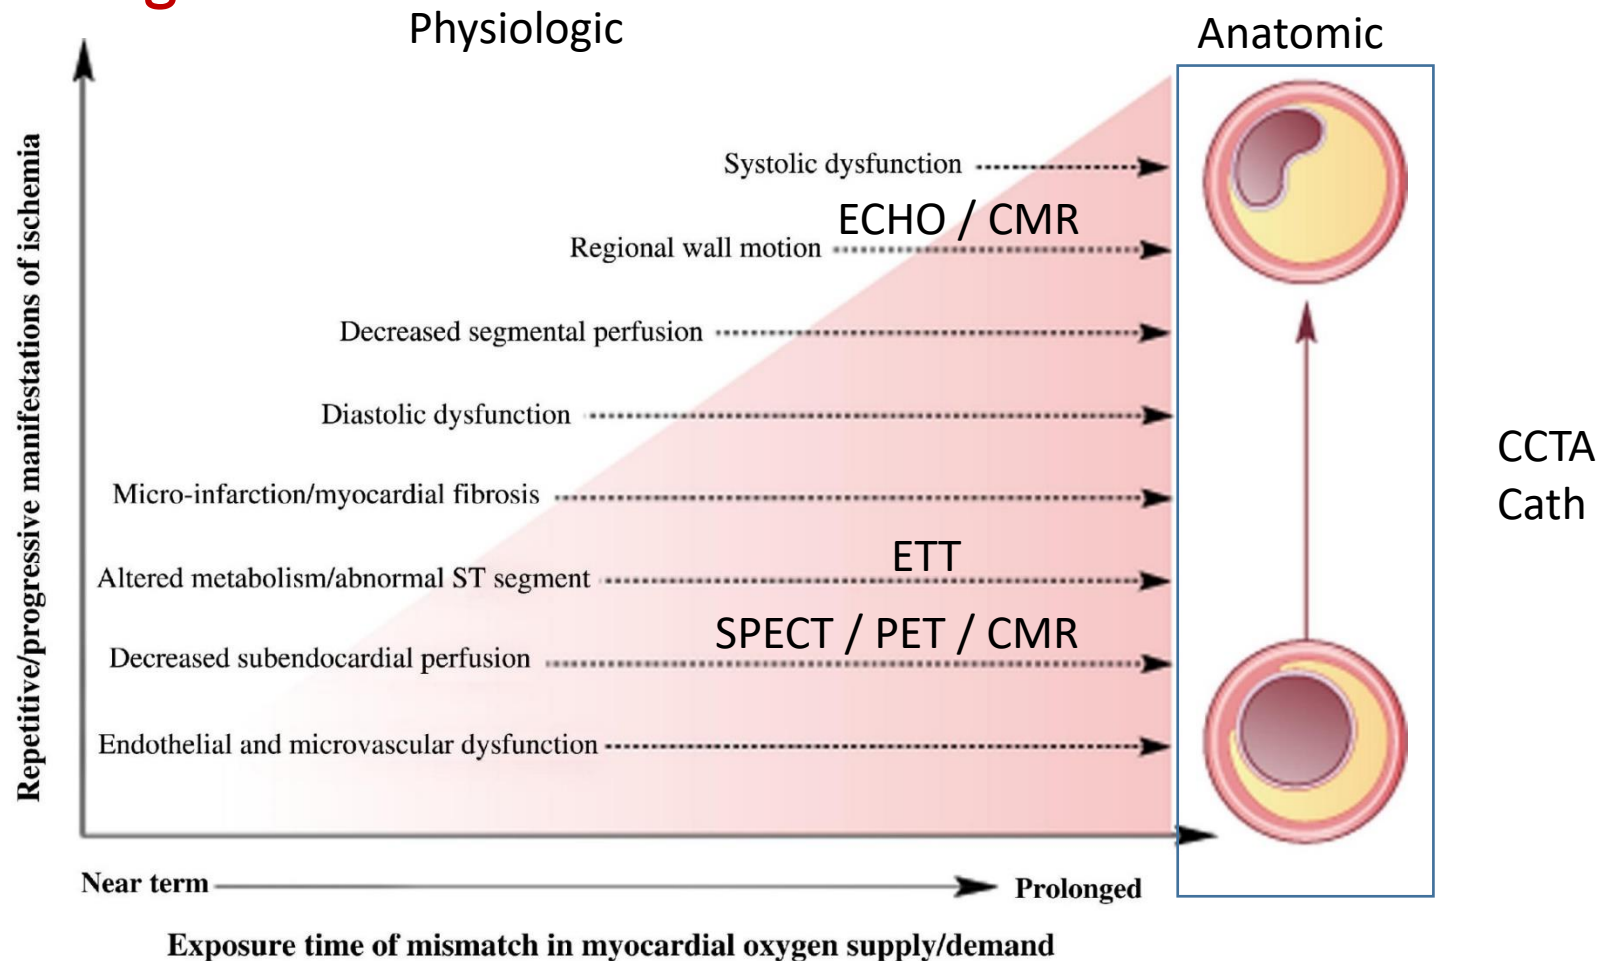 Physiologic
Anatomic
Repetitive/progressive manifestations of ischemia
Systolic dysfunction
ECHO / CMR
Regional wall motion
Decreased segmental perfusion
Diastolic dysfunction
CCTA
Cath
Micro-infarction/myocardial fibrosis
ETT
Altered metabolism/abnormal ST segment
SPECT / PET / CMR
Decreased subendocardial perfusion
Endothelial and microvascular dysfunction
Near term
Prolonged
Exposure time of mismatch in myocardial oxygen supply/demand